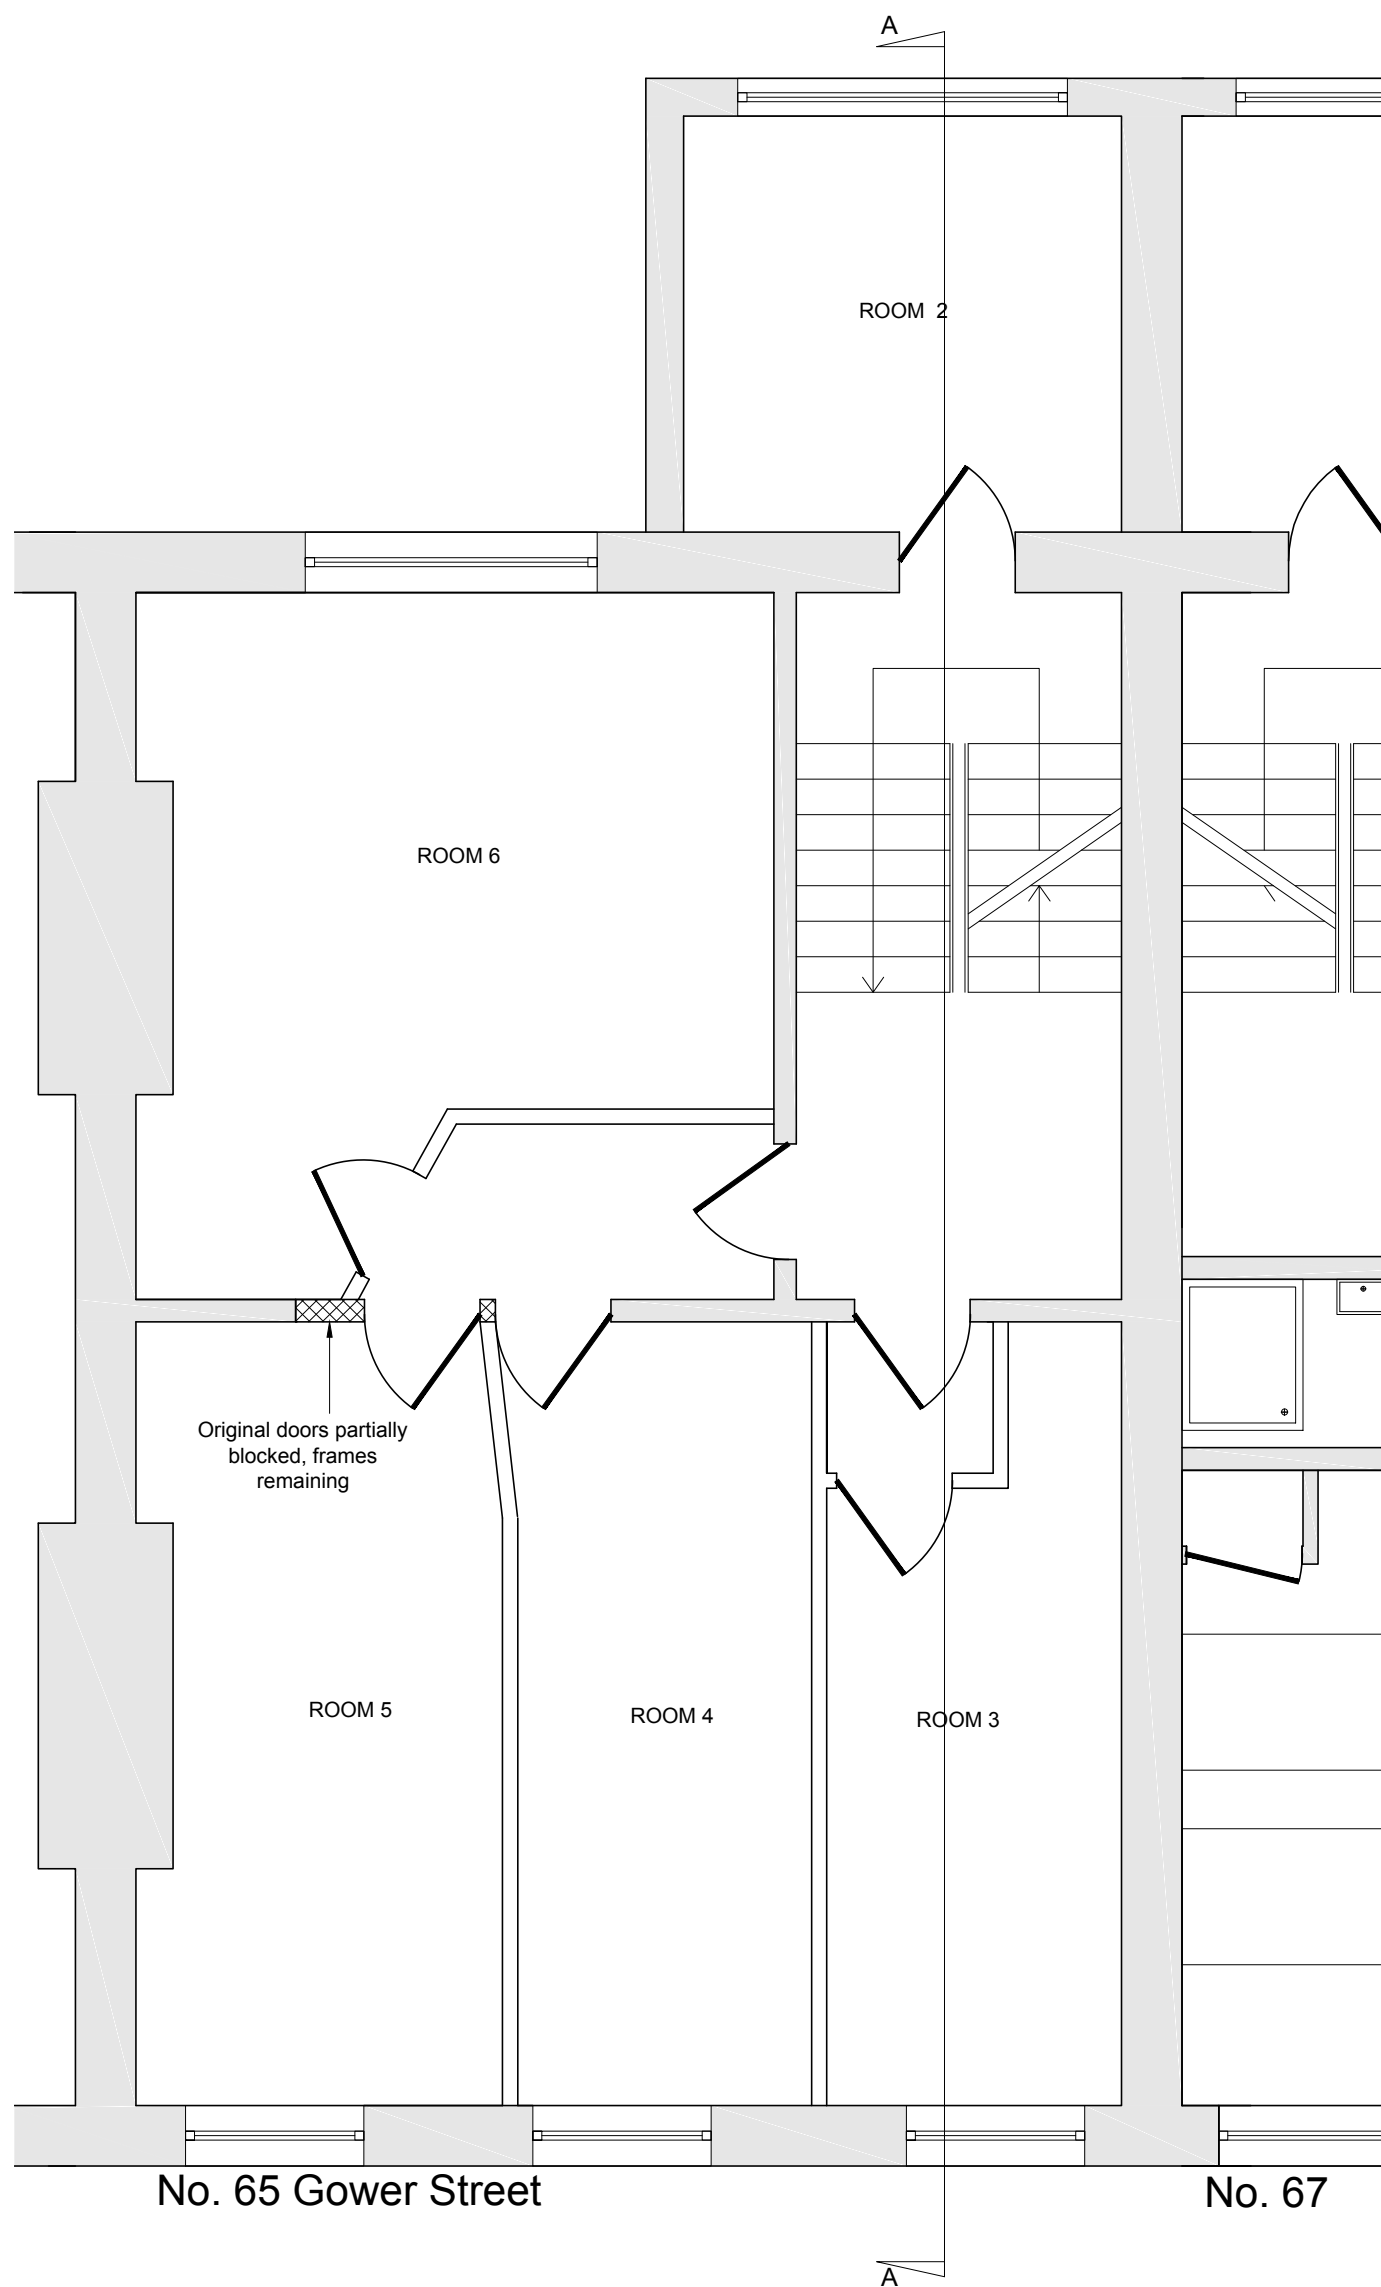 A
ROOM 2
ROOM 6
Original doors partially
blocked, frames
remaining
ROOM 5
ROOM 4
ROOM 3
No. 65 Gower Street
No. 67
A